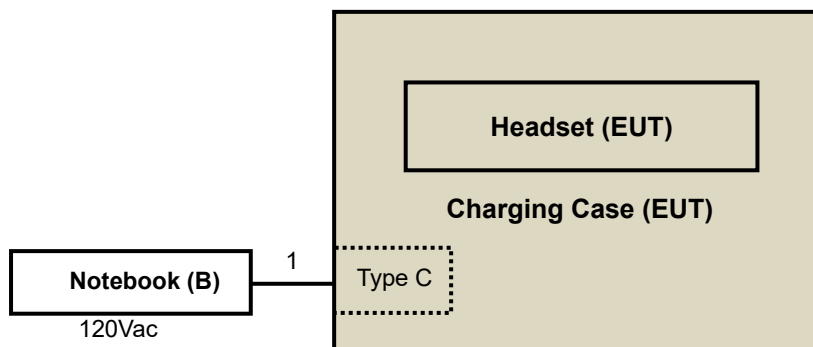 Headset (EUT)
Charging Case (EUT)
1
Notebook (B)
Type C
120Vac